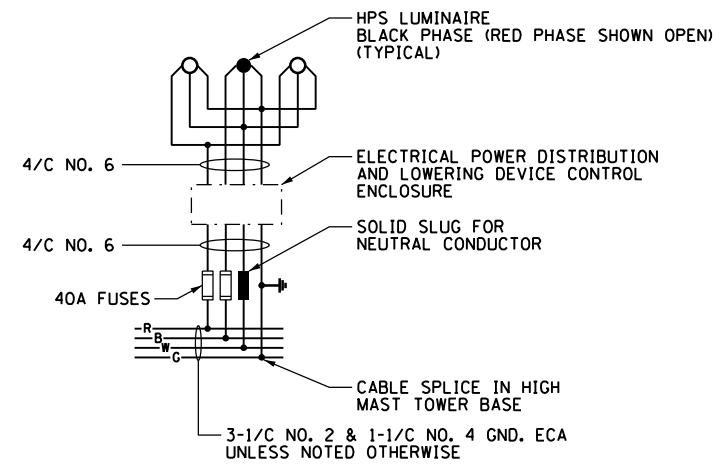 HPS LUMINAIRE
BLACK PHASE (RED PHASE SHOWN OPEN)
(TYPICAL)
4/C NO. 6
ELECTRICAL POWER DISTRIBUTION
AND LOWERING DEVICE CONTROL
ENCLOSURE
SOLID SLUG FOR
NEUTRAL CONDUCTOR
4/C NO. 6
40A FUSES
R
B
W
G
CABLE SPLICE IN HIGH
MAST TOWER BASE
3-1/C NO. 2 & 1-1/C NO. 4 GND. ECA
UNLESS NOTED OTHERWISE